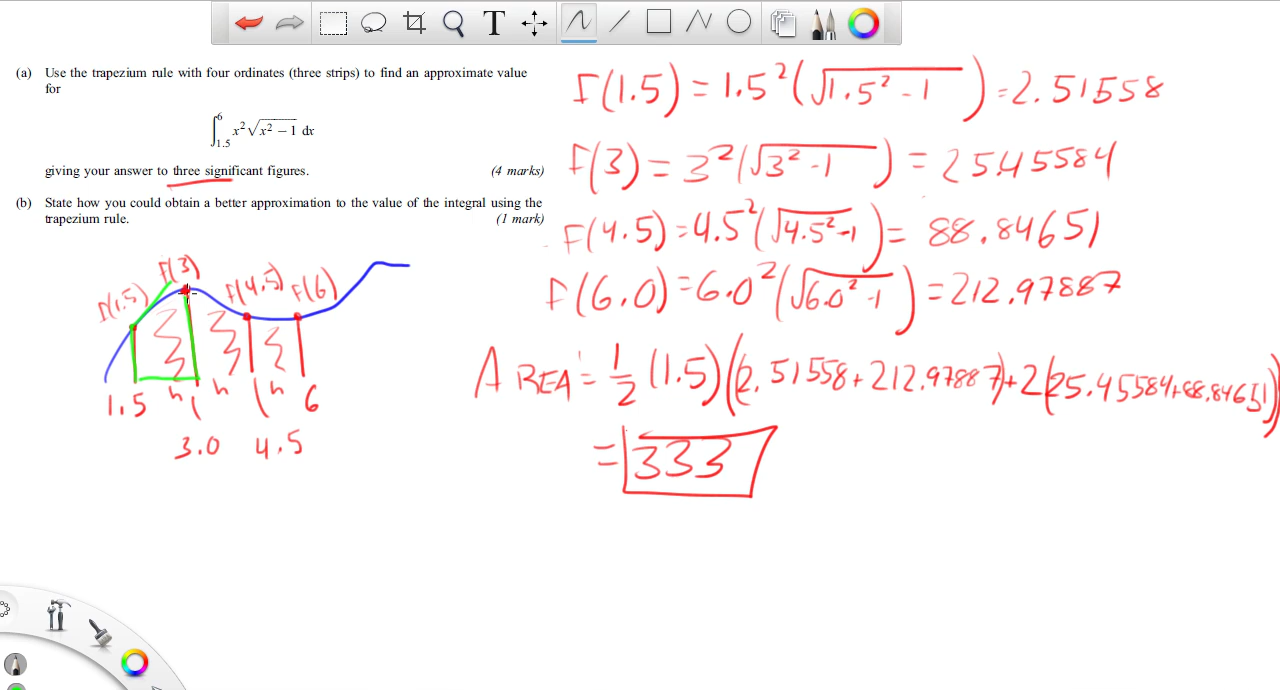 (a) Use the trapezium rule with four ordinates (three strips) to find an approximate value
for
∫₁.₅⁶ x²√(x² − 1) dx
giving your answer to three significant figures. (4 marks)
(b) State how you could obtain a better approximation to the value of the integral using the
trapezium rule. (1 mark)
f(1.5) f(3) f(4.5) f(6)
1.5 h h h 6
3.0 4.5
f(1.5) = 1.5²(√1.5² - 1) = 2.51558
f(3) = 3²(√3² - 1) = 25.45584
f(4.5) = 4.5²(√4.5² - 1) = 88.84651
f(6.0) = 6.0²(√6.0² - 1) = 212.97887
AREA = 1/2 (1.5)(2.51558 + 212.97887) + 2(25.45584 + 88.84651))
= 333
T